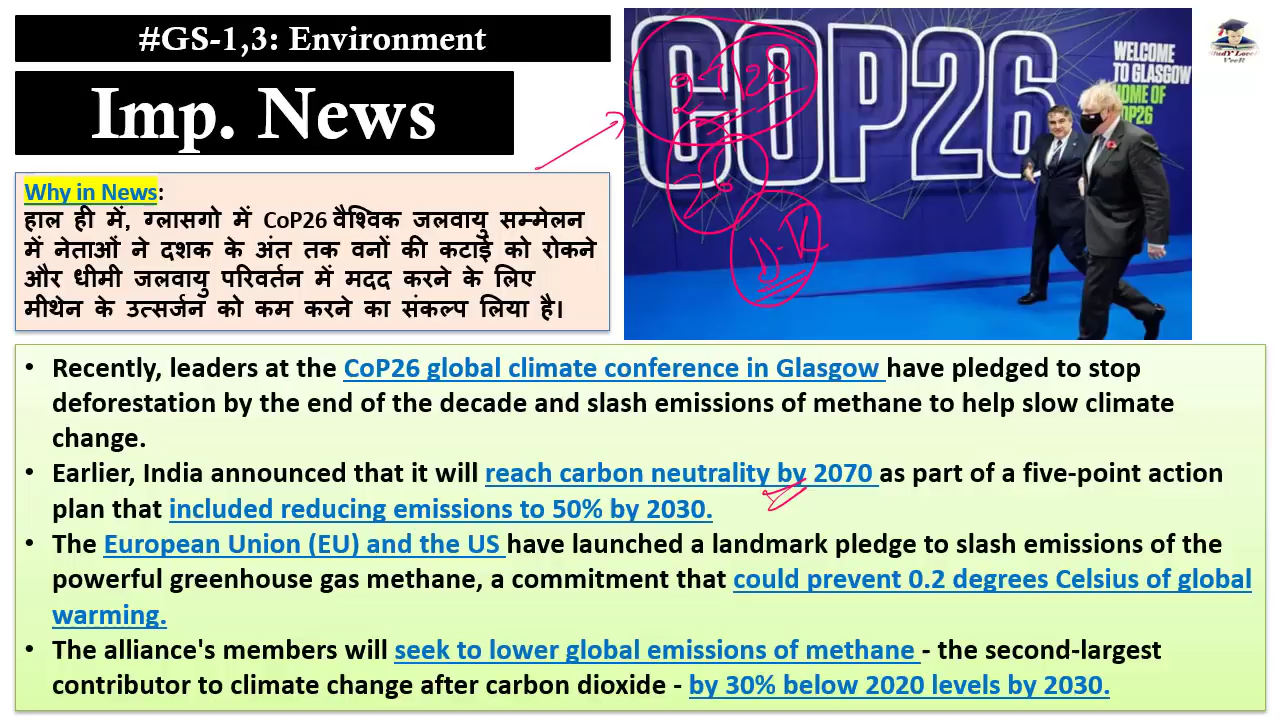 #GS-1,3: Environment
Imp. News
COP26
WELCOME
TO GLASGOW
HOME OF
COP26
StudY Lover
VeeR
Why in News:
हाल ही में, ग्लासगो में CoP26 वैश्विक जलवायु सम्मेलन
में नेताओं ने दशक के अंत तक वनों की कटाई को रोकने
और धीमी जलवायु परिवर्तन में मदद करने के लिए
मीथेन के उत्सर्जन को कम करने का संकल्प लिया है।
• Recently, leaders at the CoP26 global climate conference in Glasgow have pledged to stop
deforestation by the end of the decade and slash emissions of methane to help slow climate
change.
• Earlier, India announced that it will reach carbon neutrality by 2070 as part of a five-point action
plan that included reducing emissions to 50% by 2030.
• The European Union (EU) and the US have launched a landmark pledge to slash emissions of the
powerful greenhouse gas methane, a commitment that could prevent 0.2 degrees Celsius of global
warming.
• The alliance's members will seek to lower global emissions of methane - the second-largest
contributor to climate change after carbon dioxide - by 30% below 2020 levels by 2030.